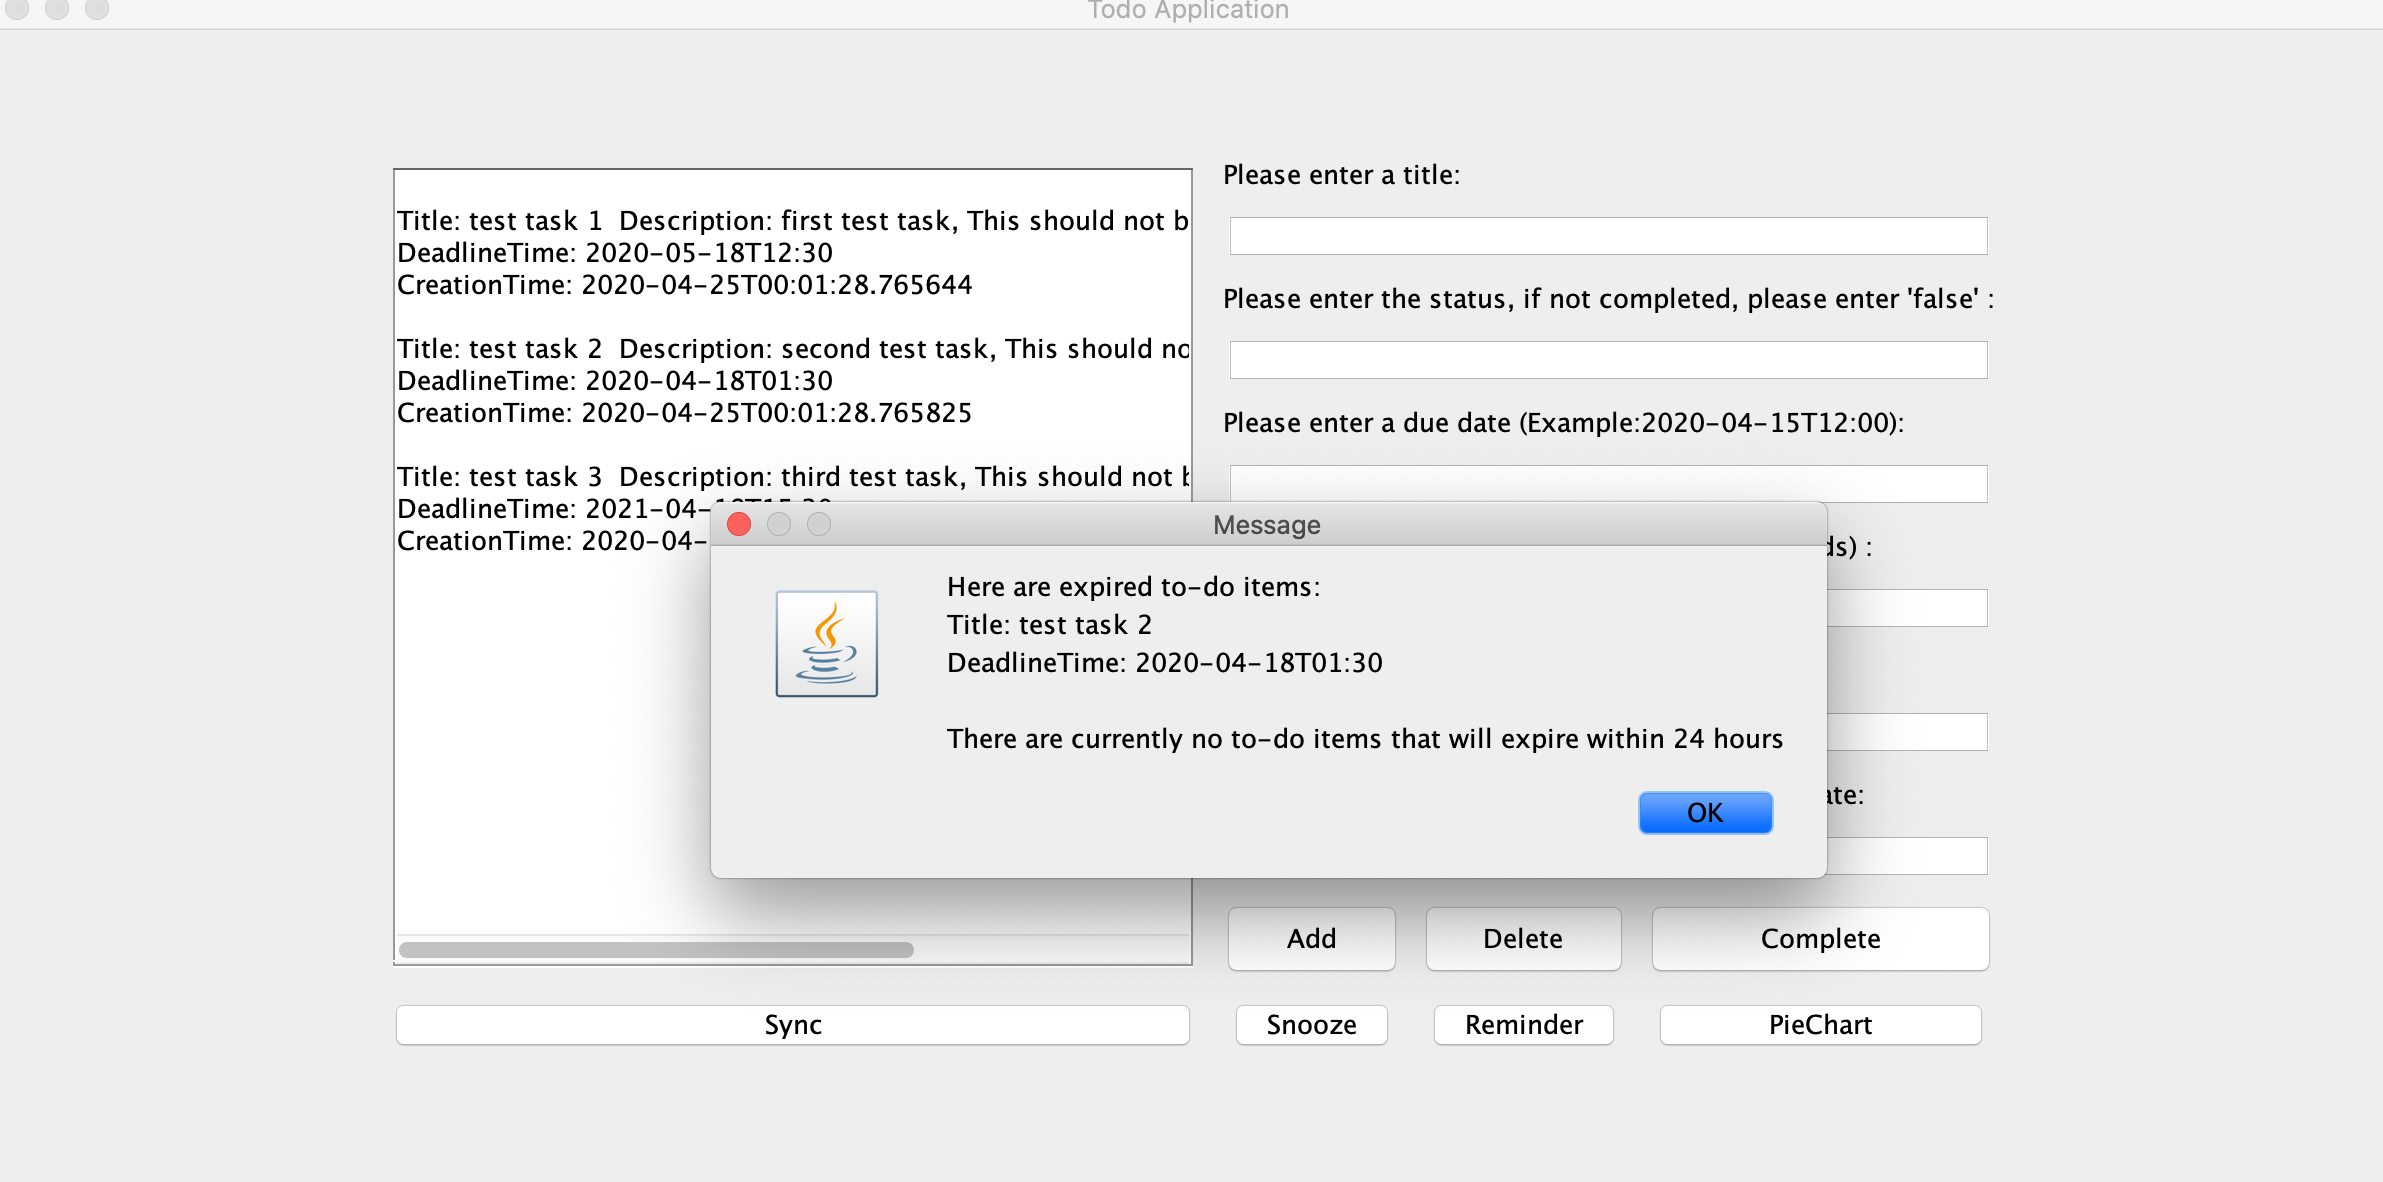 Todo Application
Title: test task 1  Description: first test task, This should not b
DeadlineTime: 2020-05-18T12:30
CreationTime: 2020-04-25T00:01:28.765644
Title: test task 2  Description: second test task, This should no
DeadlineTime: 2020-04-18T01:30
CreationTime: 2020-04-25T00:01:28.765825
Title: test task 3  Description: third test task, This should not
DeadlineTime: 2021-04-
CreationTime: 2020-04-
Please enter a title:
Please enter the status, if not completed, please enter 'false' :
Please enter a due date (Example:2020-04-15T12:00):
ds) :
ate:
Message
Here are expired to-do items:
Title: test task 2
DeadlineTime: 2020-04-18T01:30
There are currently no to-do items that will expire within 24 hours
OK
Add
Delete
Complete
Sync
Snooze
Reminder
PieChart